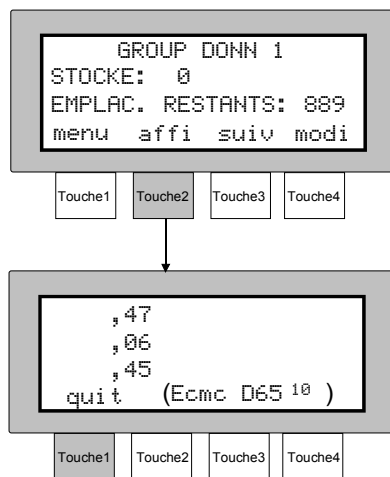 GROUP DONN 1
STOCKE: 0
EMPLAC. RESTANTS: 889
menu affi suiv modi
Touche1 Touche2 Touche3 Touche4
,47
,06
,45
quit (Ecmc D65 10 )
Touche1 Touche2 Touche3 Touche4